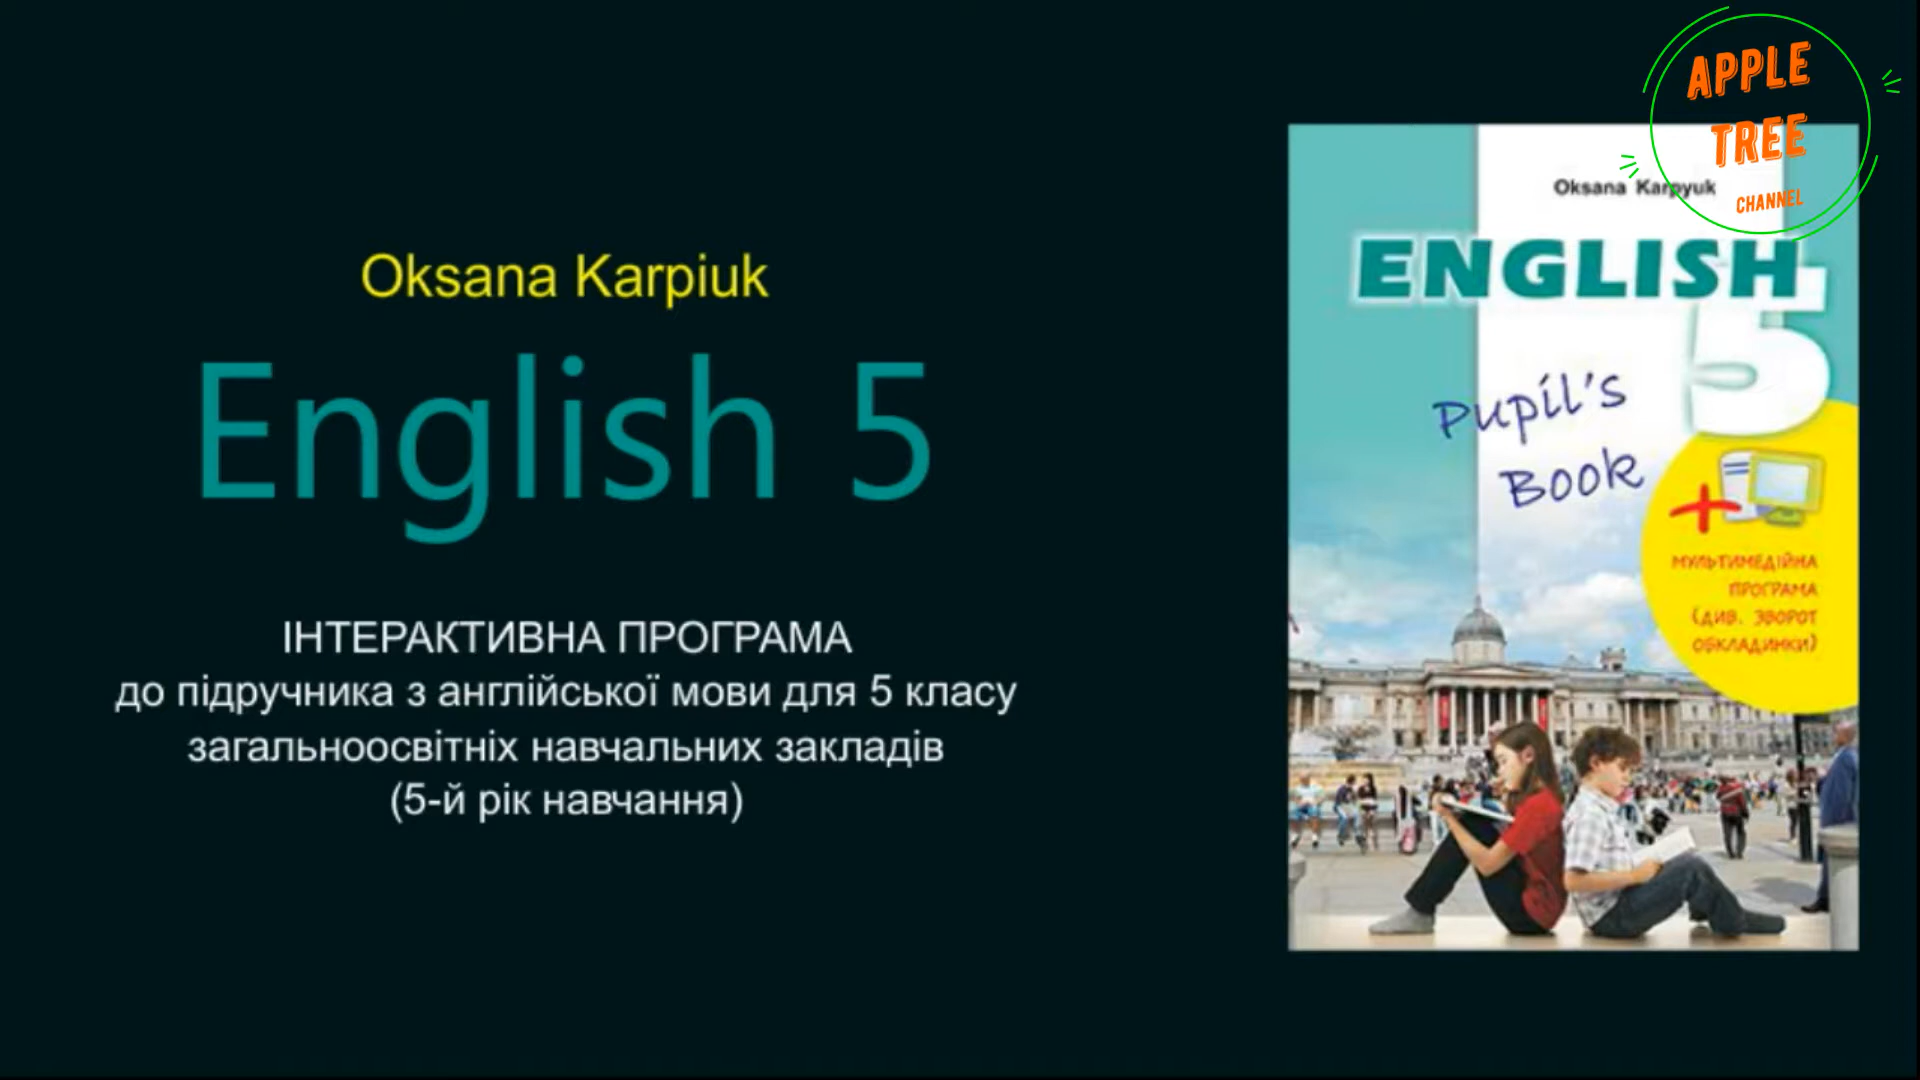 Oksana Karpiuk
English 5
ІНТЕРАКТИВНА ПРОГРАМА
до підручника з англійської мови для 5 класу
загальноосвітніх навчальних закладів
(5-й рік навчання)
APPLE
TREE
CHANNEL
Oksana Karpyuk
ENGLISH
5
Pupil's
Book
+
МУЛЬТИМЕДІЙНА
ПРОГРАМА
(ДИВ. ЗВОРОТ
ОБКЛАДИНКИ)